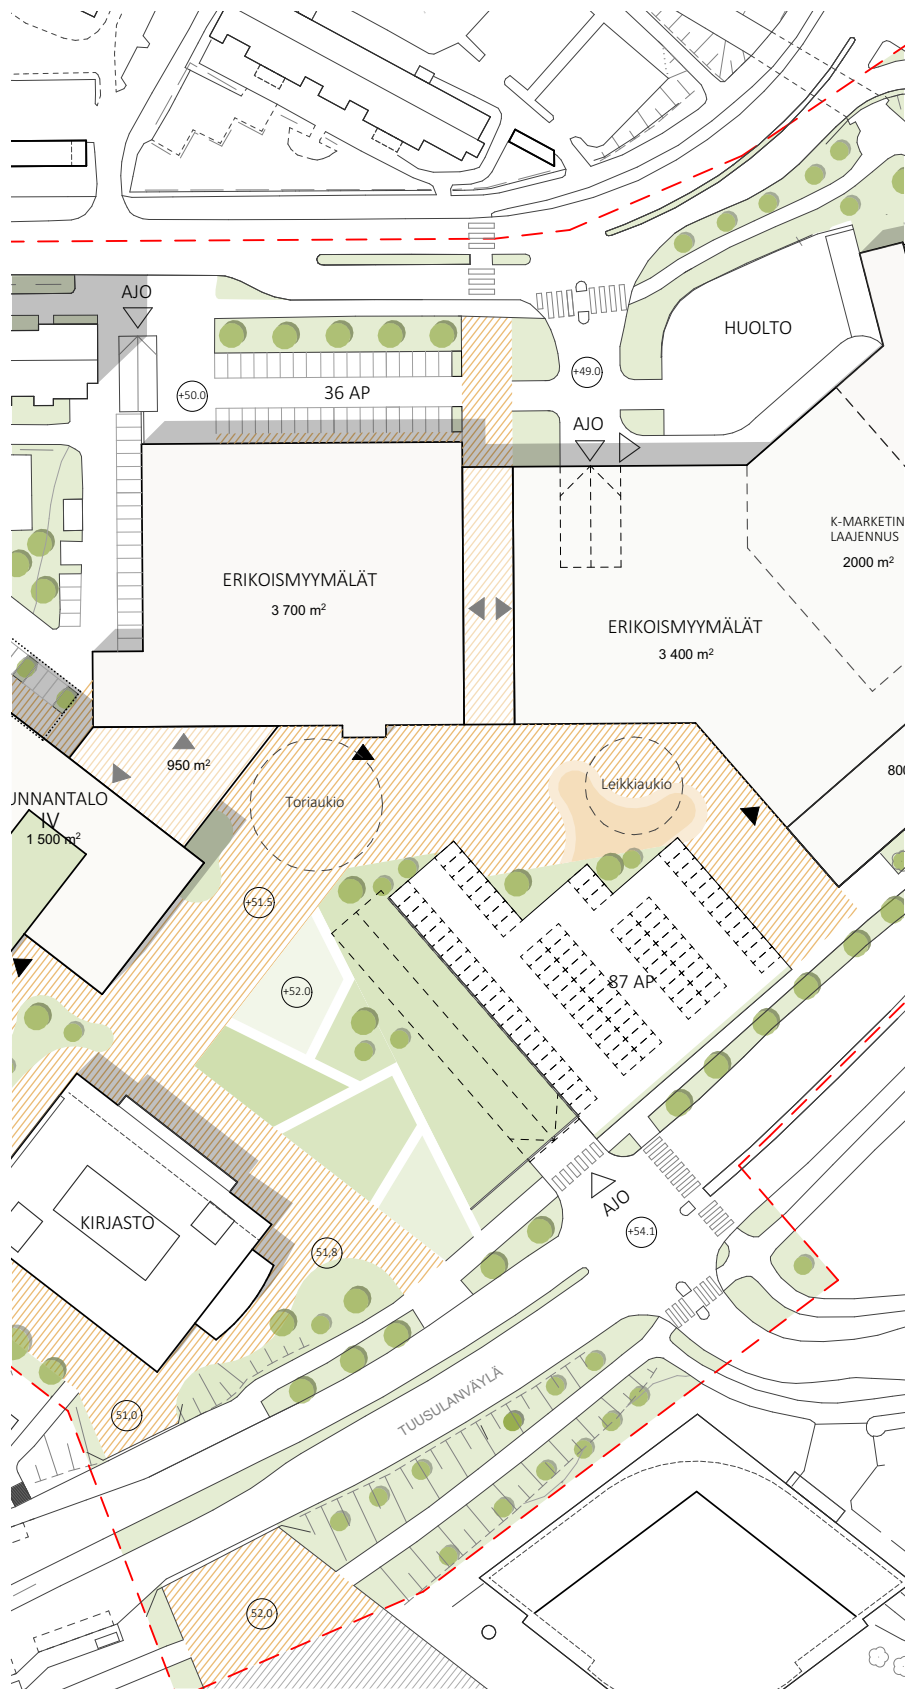 AJO
HUOLTO
+49.0
36 AP
+50.0
AJO
K-MARKETIN
LAAJENNUS
2000 m²
ERIKOISMYYMÄLÄT
3 700 m²
ERIKOISMYYMÄLÄT
3 400 m²
950 m²
800
Leikkiaukio
Toriaukio
UNNANTALO
IV
1 500 m²
+51.5
87 AP
+52.0
AJO
KIRJASTO
+54.1
51,8
TUUSULANVÄYLÄ
51,0
52,0